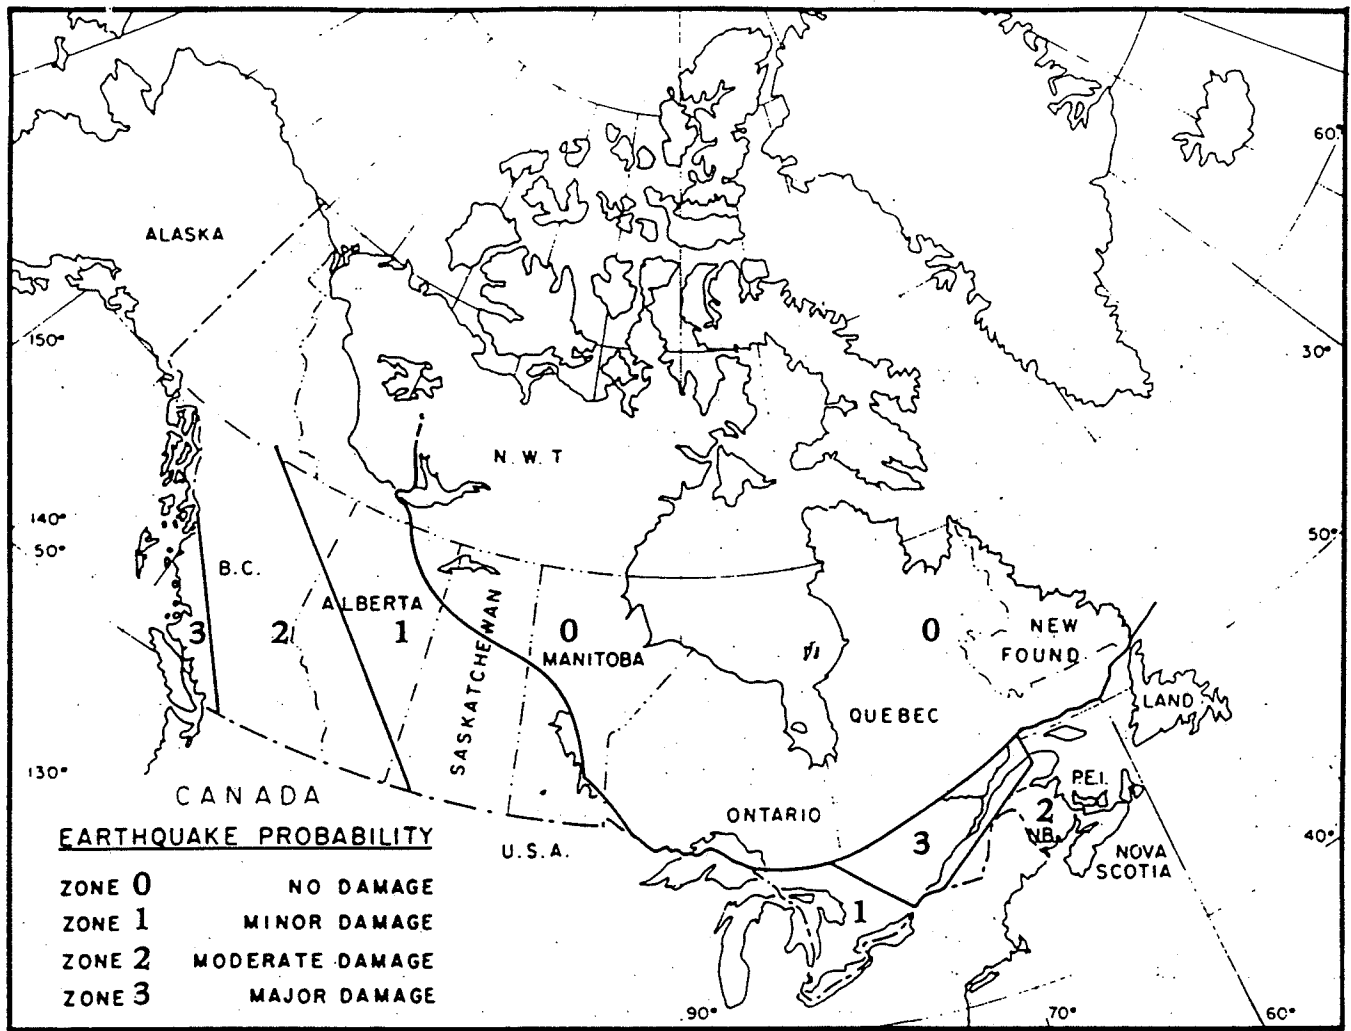 60°
ALASKA
150°
30°
N.W.T
140°
50°
50°
B.C.
ALBERTA
SASKATCHEWAN
3
2
1
0
MANITOBA
0
NEW
FOUND
LAND
QUEBEC
130°
CANADA
EARTHQUAKE PROBABILITY
ZONE 0 NO DAMAGE
ZONE 1 MINOR DAMAGE
ZONE 2 MODERATE DAMAGE
ZONE 3 MAJOR DAMAGE
U.S.A.
ONTARIO
3
1
P.E.I.
2
N.B.
NOVA
SCOTIA
40°
90°
70°
60°